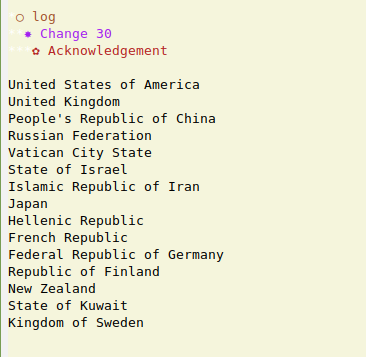 ○ log
✸ Change 30
✿ Acknowledgement
United States of America
United Kingdom
People's Republic of China
Russian Federation
Vatican City State
State of Israel
Islamic Republic of Iran
Japan
Hellenic Republic
French Republic
Federal Republic of Germany
Republic of Finland
New Zealand
State of Kuwait
Kingdom of Sweden